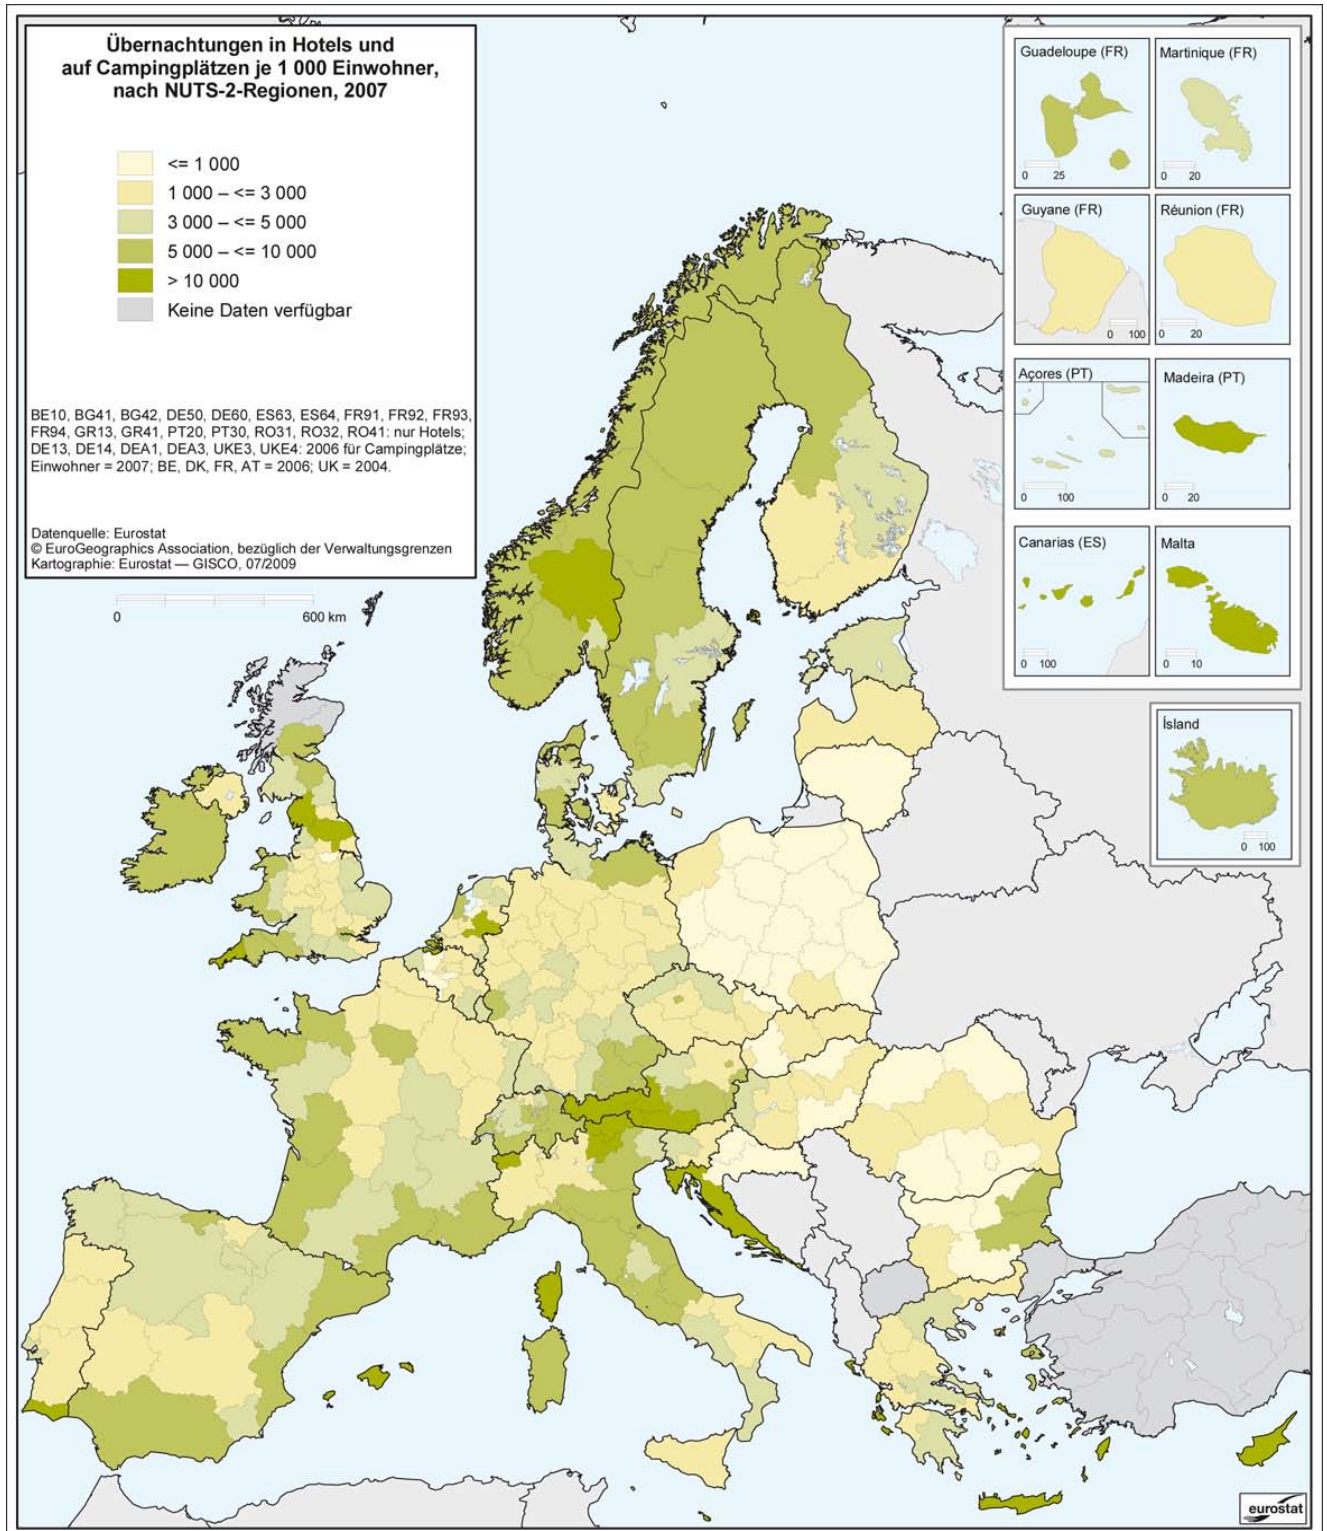 Übernachtungen in Hotels und
auf Campingplätzen je 1 000 Einwohner,
nach NUTS-2-Regionen, 2007
<= 1 000
1 000 – <= 3 000
3 000 – <= 5 000
5 000 – <= 10 000
> 10 000
Keine Daten verfügbar
BE10, BG41, BG42, DE50, DE60, ES63, ES64, FR91, FR92, FR93,
FR94, GR13, GR41, PT20, PT30, RO31, RO32, RO41: nur Hotels;
DE13, DE14, DEA1, DEA3, UKE3, UKE4: 2006 für Campingplätze;
Einwohner = 2007; BE, DK, FR, AT = 2006; UK = 2004.
Datenquelle: Eurostat
© EuroGeographics Association, bezüglich der Verwaltungsgrenzen
Kartographie: Eurostat — GISCO, 07/2009
0 600 km
Guadeloupe (FR)
0 25
Martinique (FR)
0 20
Guyane (FR)
0 100
Réunion (FR)
0 20
Açores (PT)
0 100
Madeira (PT)
0 20
Canarias (ES)
0 100
Malta
0 10
Ísland
0 100
eurostat